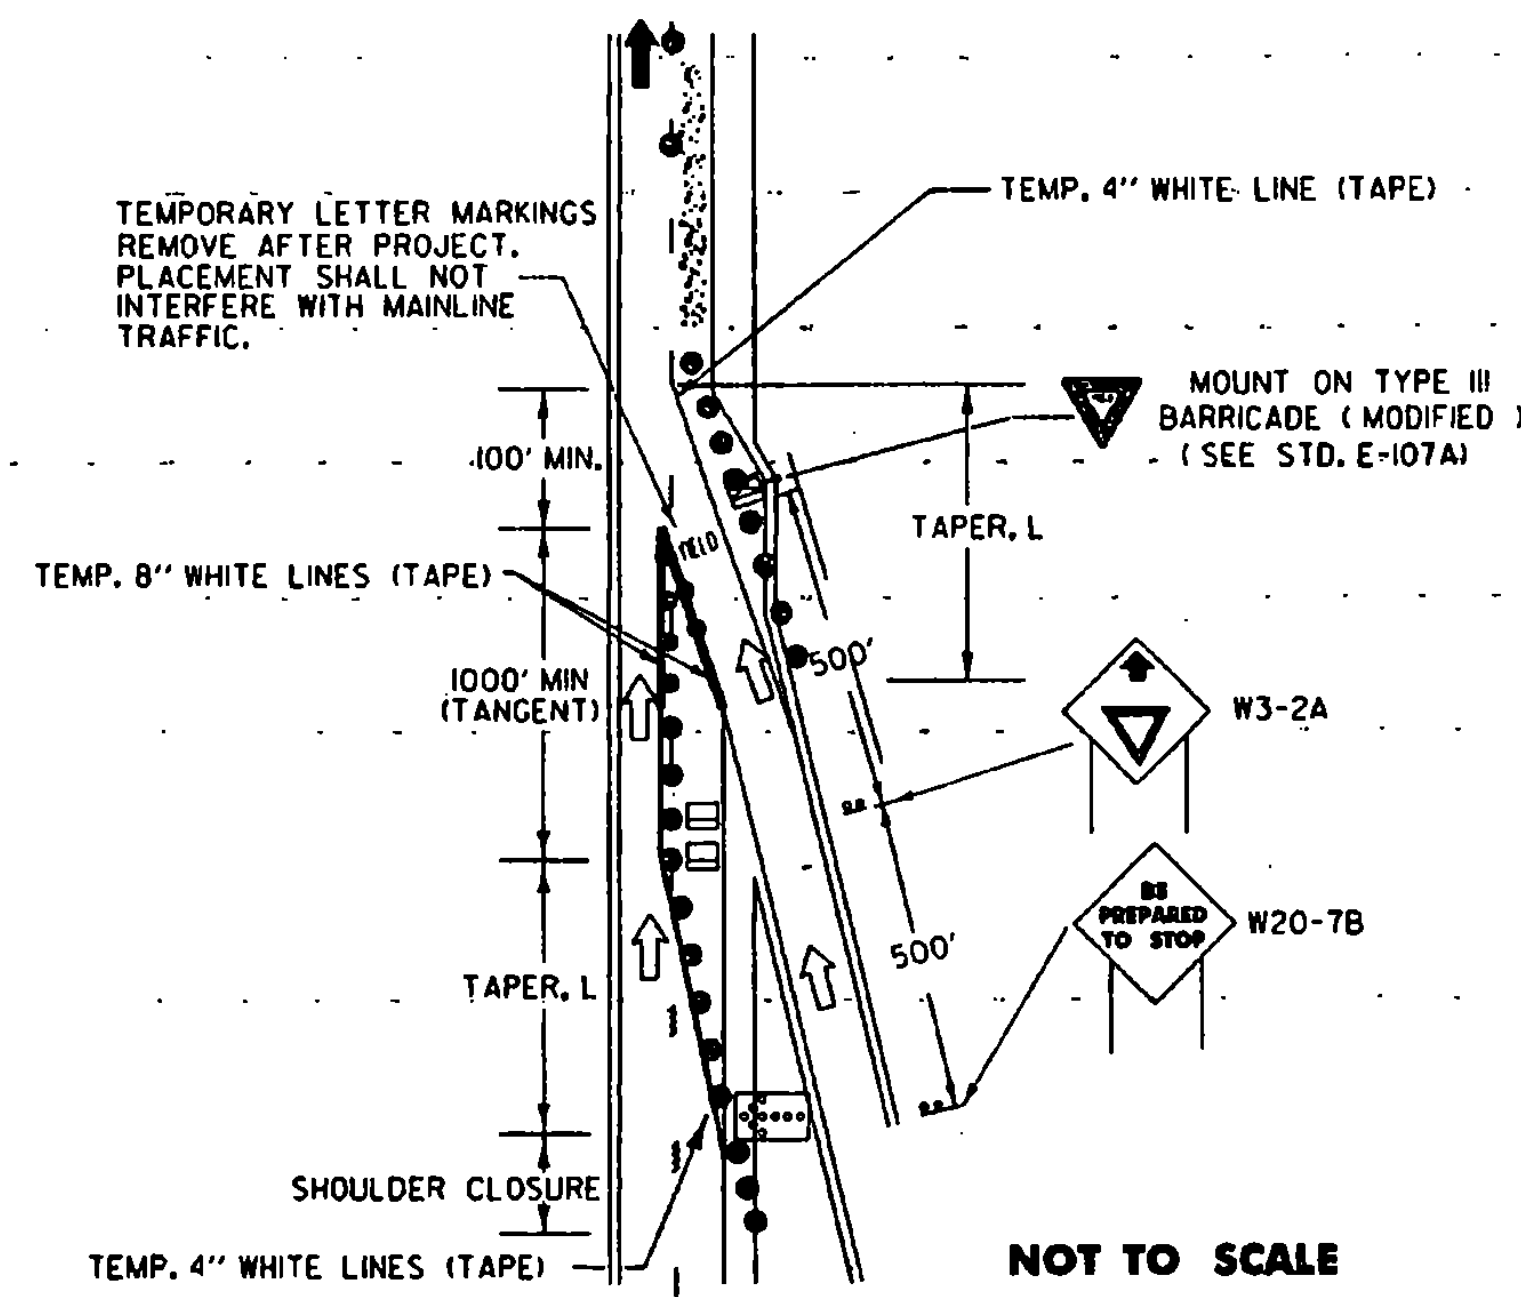 TEMP. 4" WHITE LINE (TAPE)
TEMPORARY LETTER MARKINGS
REMOVE AFTER PROJECT.
PLACEMENT SHALL NOT
INTERFERE WITH MAINLINE
TRAFFIC.
MOUNT ON TYPE III
BARRICADE ( MODIFIED )
( SEE STD. E-107A)
100' MIN.
TAPER, L
YIELD
TEMP. 8" WHITE LINES (TAPE)
500'
1000' MIN
(TANGENT)
W3-2A
BE
PREPARED
TO STOP
W20-7B
500'
TAPER, L
SHOULDER CLOSURE
TEMP. 4" WHITE LINES (TAPE)
NOT TO SCALE